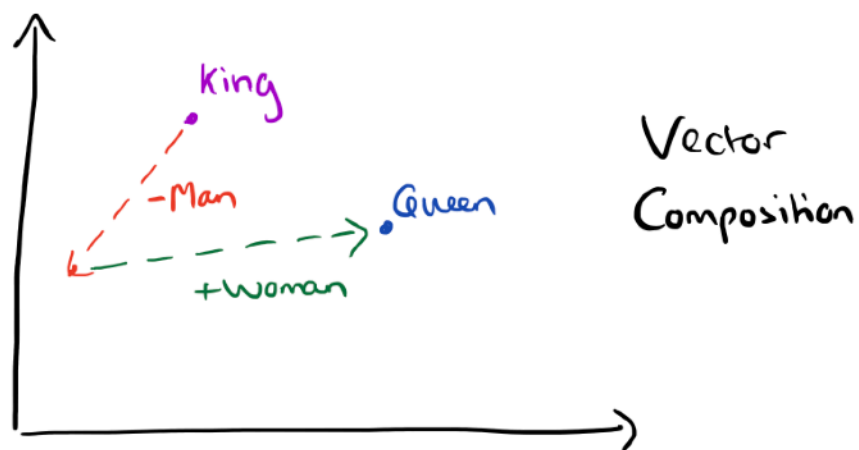 King
-Man
Queen
+Woman
Vector
Composition